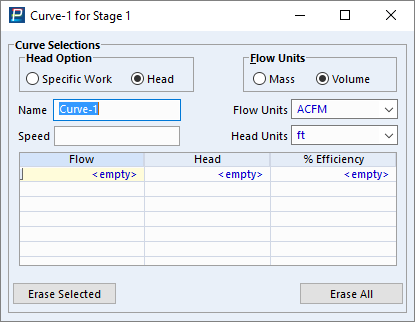 Curve-1 for Stage 1
Curve Selections
Head Option
Specific Work Head
Flow Units
Mass Volume
Name Curve-1
Flow Units ACFM
Speed
Head Units ft
Flow Head % Efficiency
<empty> <empty> <empty>
Erase Selected Erase All